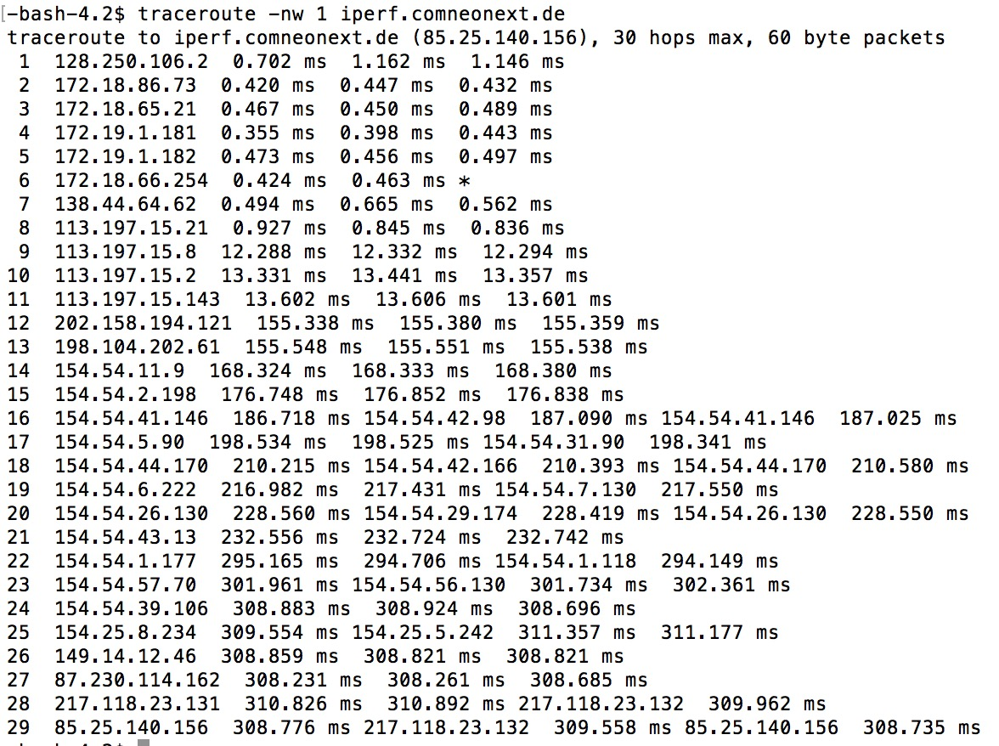 [-bash-4.2$ traceroute -nw 1 iperf.comneonext.de
traceroute to iperf.comneonext.de (85.25.140.156), 30 hops max, 60 byte packets
 1  128.250.106.2  0.702 ms  1.162 ms  1.146 ms
 2  172.18.86.73  0.420 ms  0.447 ms  0.432 ms
 3  172.18.65.21  0.467 ms  0.450 ms  0.489 ms
 4  172.19.1.181  0.355 ms  0.398 ms  0.443 ms
 5  172.19.1.182  0.473 ms  0.456 ms  0.497 ms
 6  172.18.66.254  0.424 ms  0.463 ms *
 7  138.44.64.62  0.494 ms  0.665 ms  0.562 ms
 8  113.197.15.21  0.927 ms  0.845 ms  0.836 ms
 9  113.197.15.8  12.288 ms  12.332 ms  12.294 ms
10  113.197.15.2  13.331 ms  13.441 ms  13.357 ms
11  113.197.15.143  13.602 ms  13.606 ms  13.601 ms
12  202.158.194.121  155.338 ms  155.380 ms  155.359 ms
13  198.104.202.61  155.548 ms  155.551 ms  155.538 ms
14  154.54.11.9  168.324 ms  168.333 ms  168.380 ms
15  154.54.2.198  176.748 ms  176.852 ms  176.838 ms
16  154.54.41.146  186.718 ms 154.54.42.98  187.090 ms 154.54.41.146  187.025 ms
17  154.54.5.90  198.534 ms  198.525 ms 154.54.31.90  198.341 ms
18  154.54.44.170  210.215 ms 154.54.42.166  210.393 ms 154.54.44.170  210.580 ms
19  154.54.6.222  216.982 ms  217.431 ms 154.54.7.130  217.550 ms
20  154.54.26.130  228.560 ms 154.54.29.174  228.419 ms 154.54.26.130  228.550 ms
21  154.54.43.13  232.556 ms  232.724 ms  232.742 ms
22  154.54.1.177  295.165 ms  294.706 ms 154.54.1.118  294.149 ms
23  154.54.57.70  301.961 ms 154.54.56.130  301.734 ms  302.361 ms
24  154.54.39.106  308.883 ms  308.924 ms  308.696 ms
25  154.25.8.234  309.554 ms 154.25.5.242  311.357 ms  311.177 ms
26  149.14.12.46  308.859 ms  308.821 ms  308.821 ms
27  87.230.114.162  308.231 ms  308.261 ms  308.685 ms
28  217.118.23.131  310.826 ms  310.892 ms 217.118.23.132  309.962 ms
29  85.25.140.156  308.776 ms 217.118.23.132  309.558 ms 85.25.140.156  308.735 ms